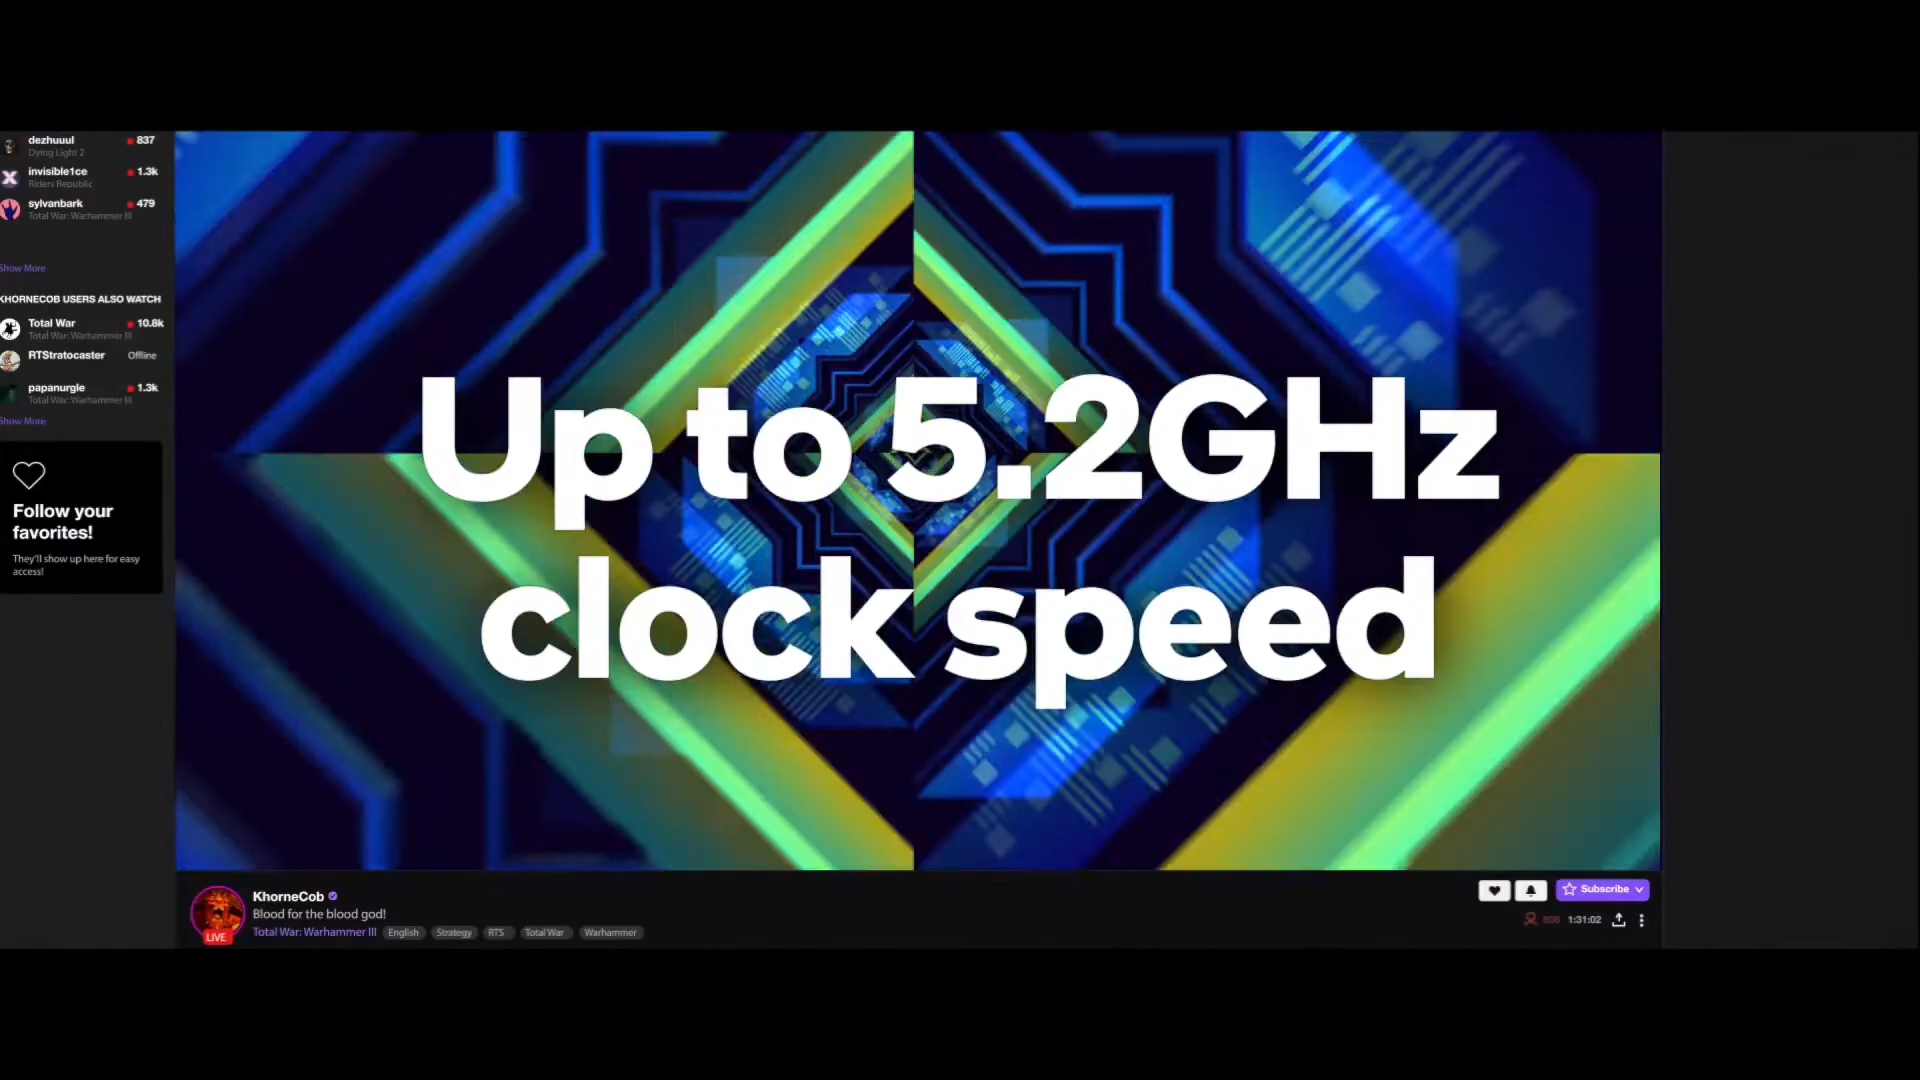 dezhuuul 837
Dying Light 2
invisible1ce 1.3k
Riders Republic
sylvanbark 479
Total War: Warhammer III
Show More
KHORNECOB USERS ALSO WATCH
Total War 10.8k
Total War: Warhammer III
RTStratocaster Offline
papanurgle 1.3k
Total War: Warhammer III
Show More
Follow your
favorites!
They'll show up here for easy
access!
Up to 5.2GHz
clock speed
KhorneCob
Blood for the blood god!
LIVE
Total War: Warhammer III English Strategy RTS Total War Warhammer
Subscribe
1:31:02